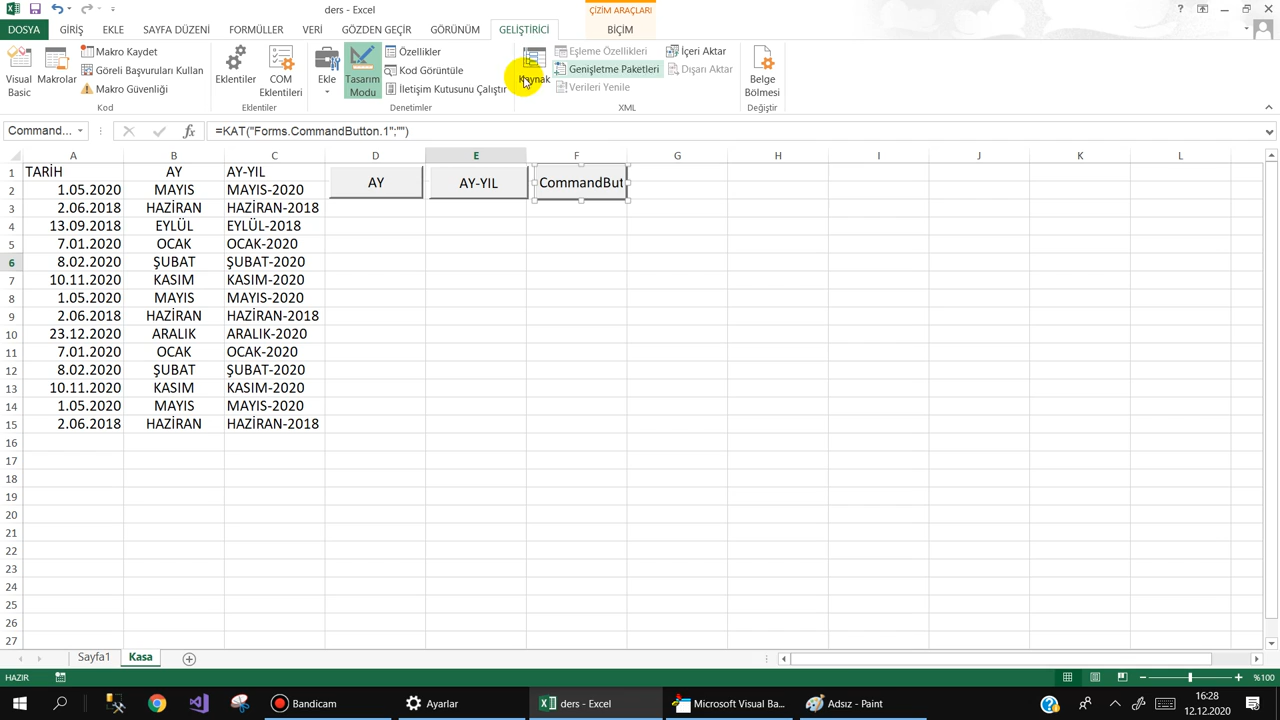 ders - Excel
ÇİZİM ARAÇLARI
?
DOSYA GİRİŞ EKLE SAYFA DÜZENİ FORMÜLLER VERİ GÖZDEN GEÇİR GÖRÜNÜM GELİŞTİRİCİ BİÇİM
Visual Basic
Makrolar
Makro Kaydet
Göreli Başvuruları Kullan
Makro Güvenliği
Kod
Eklentiler
COM Eklentileri
Eklentiler
Ekle
Tasarım Modu
Özellikler
Kod Görüntüle
İletişim Kutusunu Çalıştır
Denetimler
Kaynak
Eşleme Özellikleri
Genişletme Paketleri
Verileri Yenile
İçeri Aktar
Dışarı Aktar
XML
Belge Bölmesi
Değiştir
Command... fx =KAT("Forms.CommandButton.1";"")
A B C D E F G H I J K L
1 TARİH AY AY-YIL
AY AY-YIL CommandBut
2 1.05.2020 MAYIS MAYIS-2020
3 2.06.2018 HAZİRAN HAZİRAN-2018
4 13.09.2018 EYLÜL EYLÜL-2018
5 7.01.2020 OCAK OCAK-2020
6 8.02.2020 ŞUBAT ŞUBAT-2020
7 10.11.2020 KASIM KASIM-2020
8 1.05.2020 MAYIS MAYIS-2020
9 2.06.2018 HAZİRAN HAZİRAN-2018
10 23.12.2020 ARALIK ARALIK-2020
11 7.01.2020 OCAK OCAK-2020
12 8.02.2020 ŞUBAT ŞUBAT-2020
13 10.11.2020 KASIM KASIM-2020
14 1.05.2020 MAYIS MAYIS-2020
15 2.06.2018 HAZİRAN HAZİRAN-2018
16
17
18
19
20
21
22
23
24
25
26
27
Sayfa1 Kasa
HAZIR
%100
Bandicam
Ayarlar
ders - Excel
Microsoft Visual Ba...
Adsız - Paint
16:28
12.12.2020